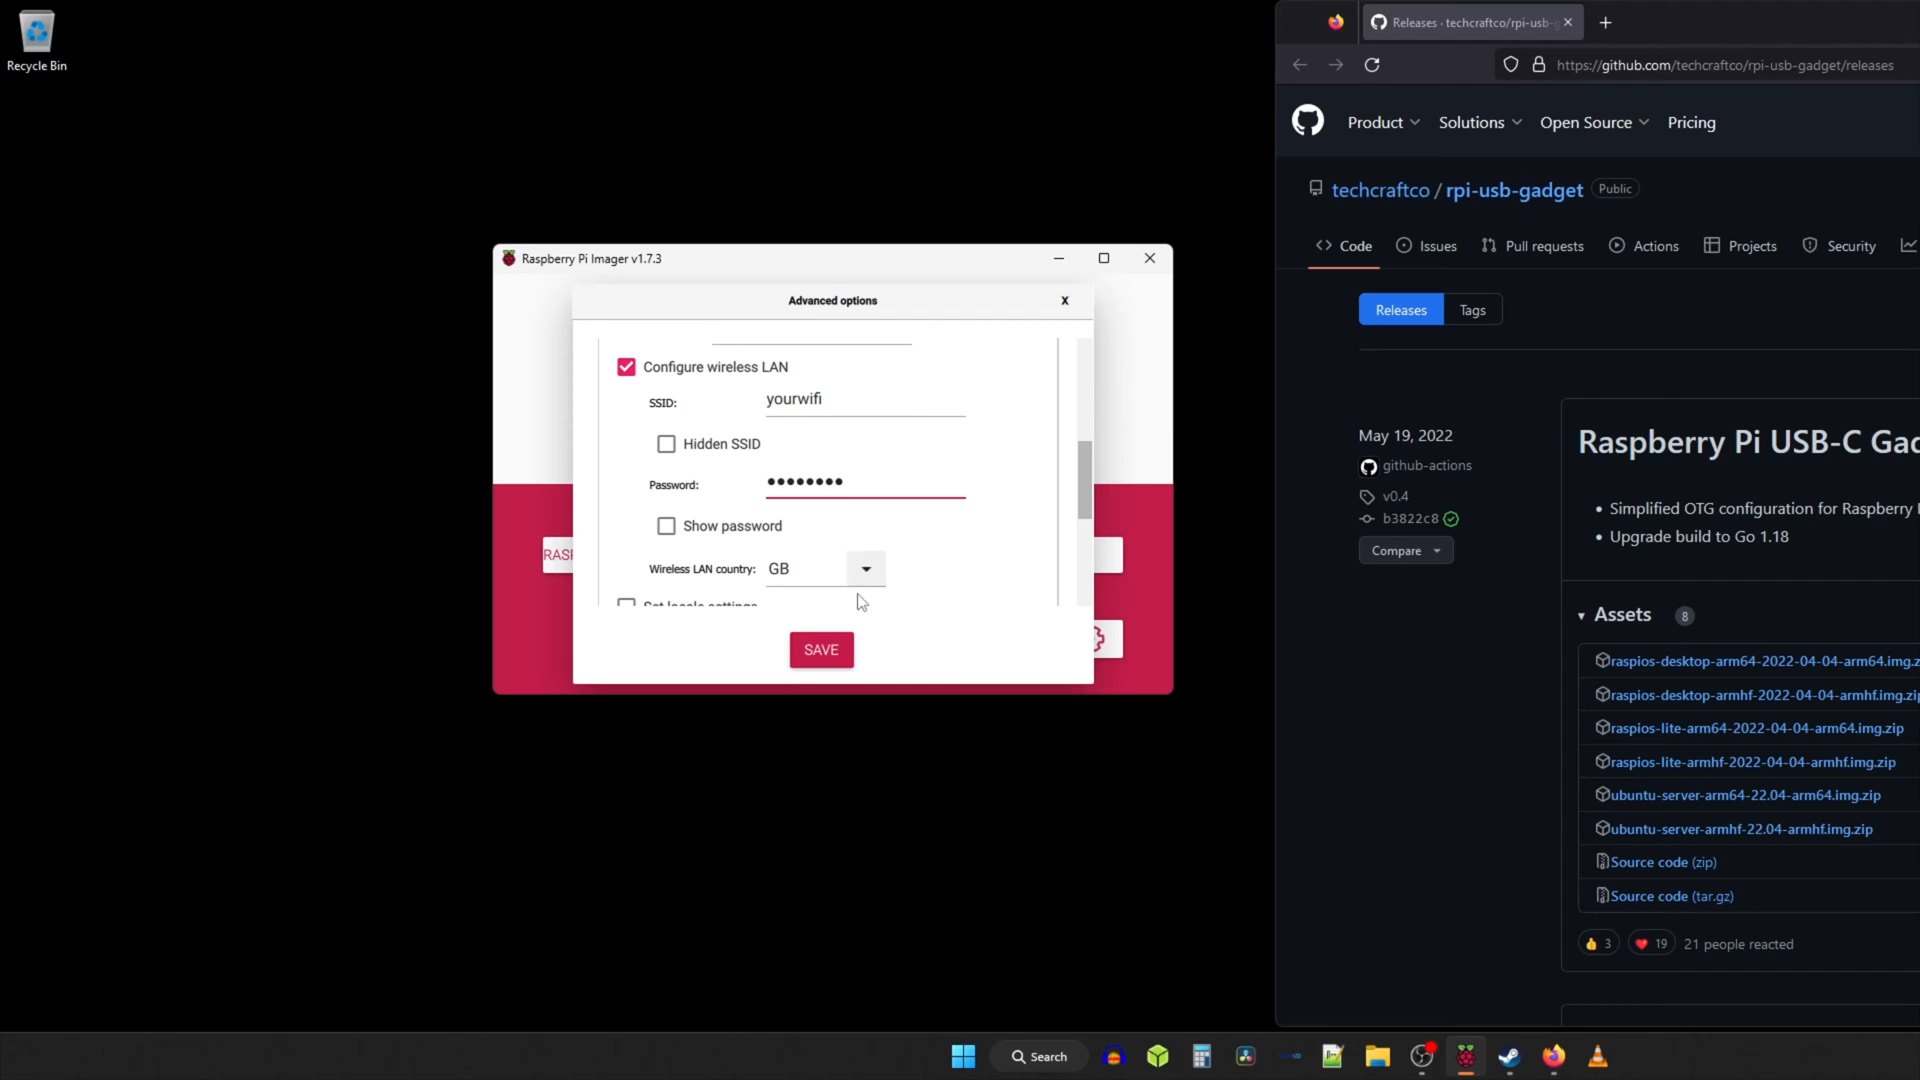 Recycle Bin
Raspberry Pi Imager v1.7.3
Advanced options
X
Configure wireless LAN
SSID: yourwifi
Hidden SSID
Password: ••••••••
Show password
Wireless LAN country: GB
Set locale settings
SAVE
RASP
Releases · techcraftco/rpi-usb-g
https://github.com/techcraftco/rpi-usb-gadget/releases
Product Solutions Open Source Pricing
techcraftco / rpi-usb-gadget Public
Code Issues Pull requests Actions Projects Security
Releases Tags
May 19, 2022
github-actions
v0.4
b3822c8
Compare
Raspberry Pi USB-C Gad
• Simplified OTG configuration for Raspberry
• Upgrade build to Go 1.18
Assets 8
raspios-desktop-arm64-2022-04-04-arm64.img.z
raspios-desktop-armhf-2022-04-04-armhf.img.zip
raspios-lite-arm64-2022-04-04-arm64.img.zip
raspios-lite-armhf-2022-04-04-armhf.img.zip
ubuntu-server-arm64-22.04-arm64.img.zip
ubuntu-server-armhf-22.04-armhf.img.zip
Source code (zip)
Source code (tar.gz)
3 19 21 people reacted
Search